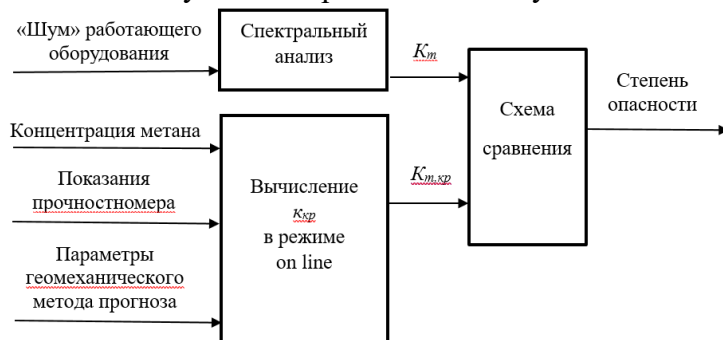 «Шум» работающего
оборудования
Спектральный
анализ
Kт
Концентрация метана
Показания
прочностномера
Параметры
геомеханического
метода прогноза
Вычисление
ккр
в режиме
on line
Kт,кр
Схема
сравнения
Степень
опасности